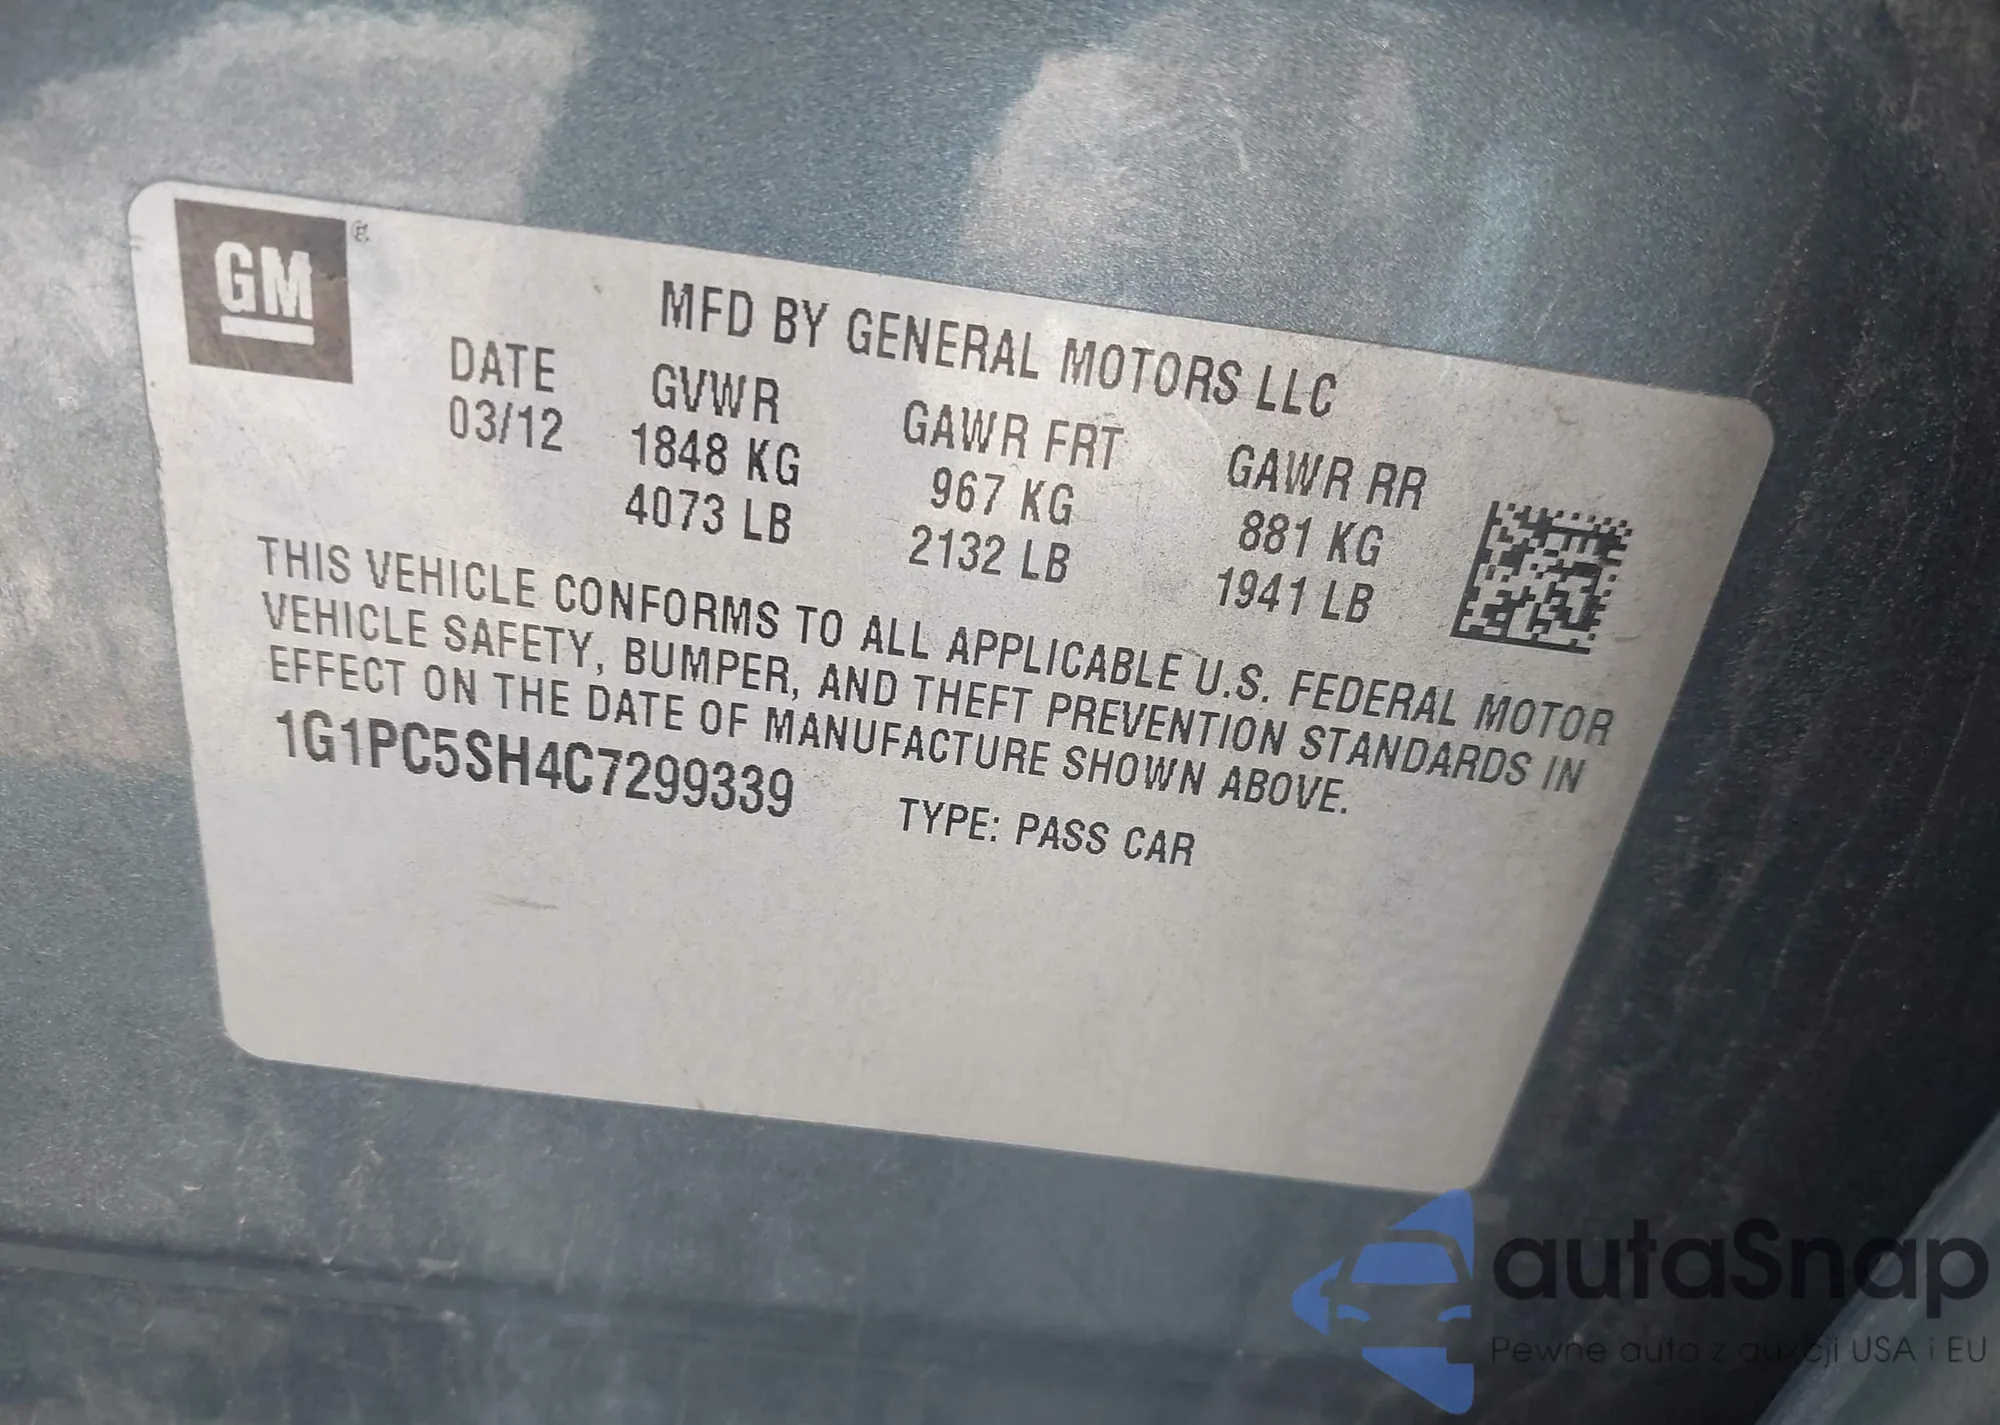 GM ®
MFD BY GENERAL MOTORS LLC
DATE GVWR GAWR FRT GAWR RR
03/12 1848 KG 967 KG 881 KG
4073 LB 2132 LB 1941 LB
THIS VEHICLE CONFORMS TO ALL APPLICABLE U.S. FEDERAL MOTOR
VEHICLE SAFETY, BUMPER, AND THEFT PREVENTION STANDARDS IN
EFFECT ON THE DATE OF MANUFACTURE SHOWN ABOVE.
1G1PC5SH4C7299339 TYPE: PASS CAR
autaSnap
Pewne auta z aukcji USA i EU